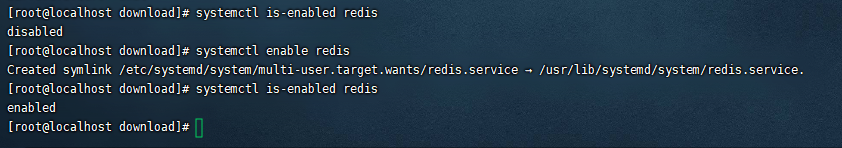 [root@localhost download]# systemctl is-enabled redis
disabled
[root@localhost download]# systemctl enable redis
Created symlink /etc/systemd/system/multi-user.target.wants/redis.service → /usr/lib/systemd/system/redis.service.
[root@localhost download]# systemctl is-enabled redis
enabled
[root@localhost download]#